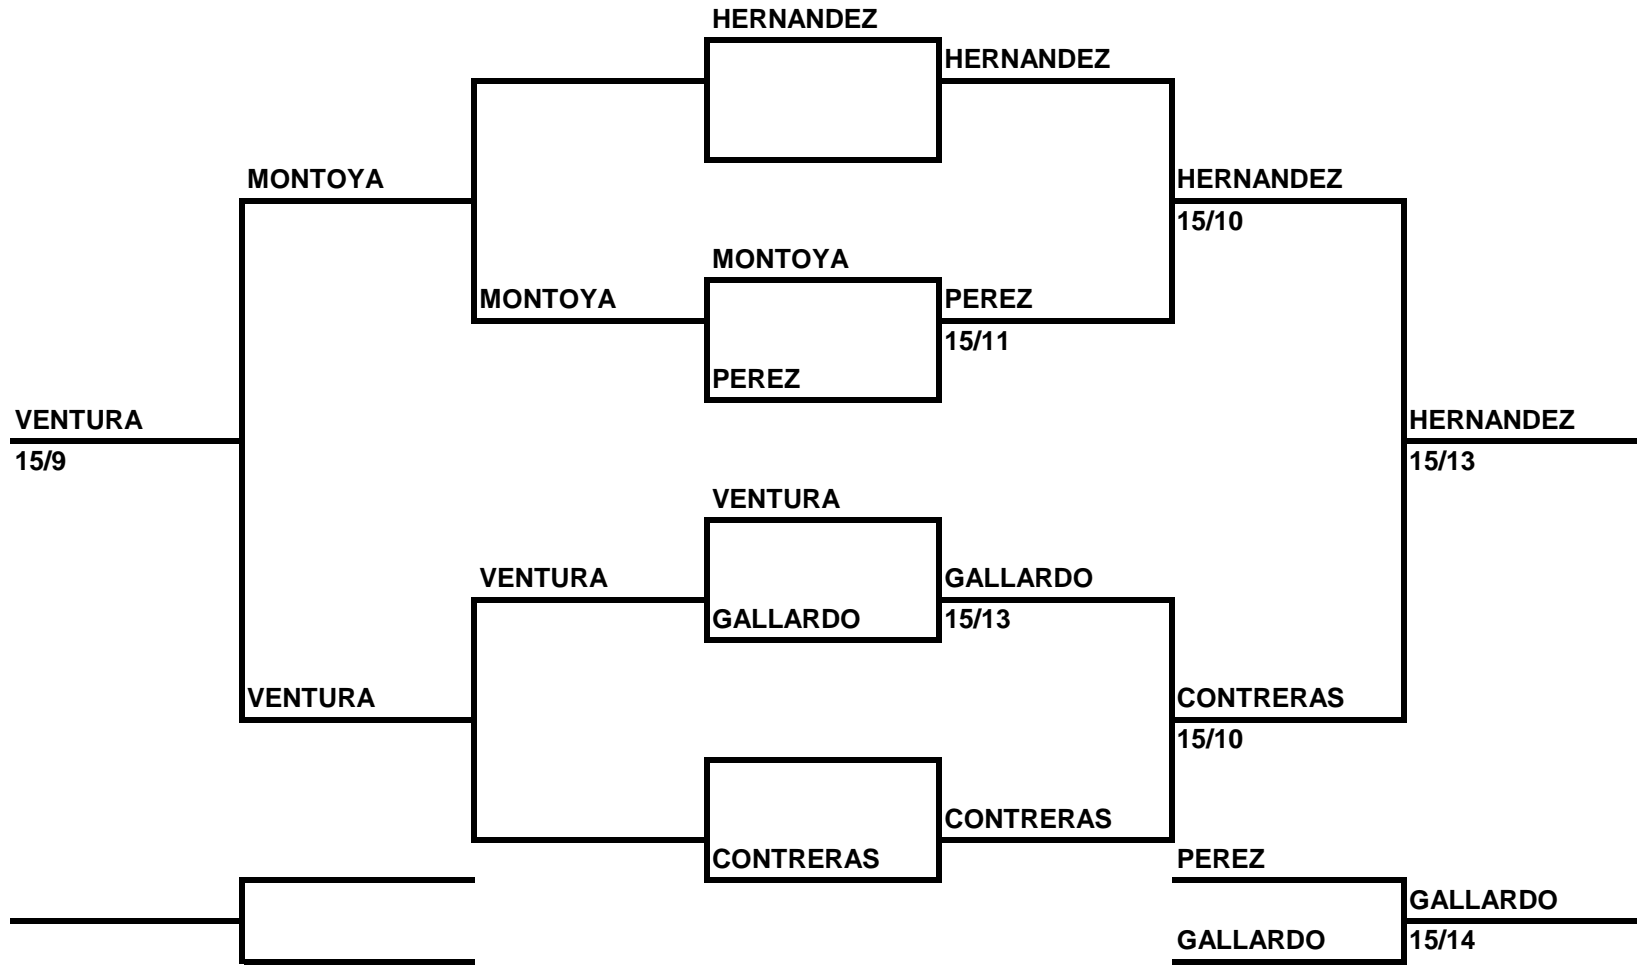 HERNANDEZ
HERNANDEZ
MONTOYA
HERNANDEZ
15/10
MONTOYA
MONTOYA
PEREZ
15/11
PEREZ
VENTURA
HERNANDEZ
15/9
15/13
VENTURA
VENTURA
GALLARDO
GALLARDO
15/13
VENTURA
CONTRERAS
15/10
CONTRERAS
CONTRERAS
PEREZ
GALLARDO
GALLARDO
15/14